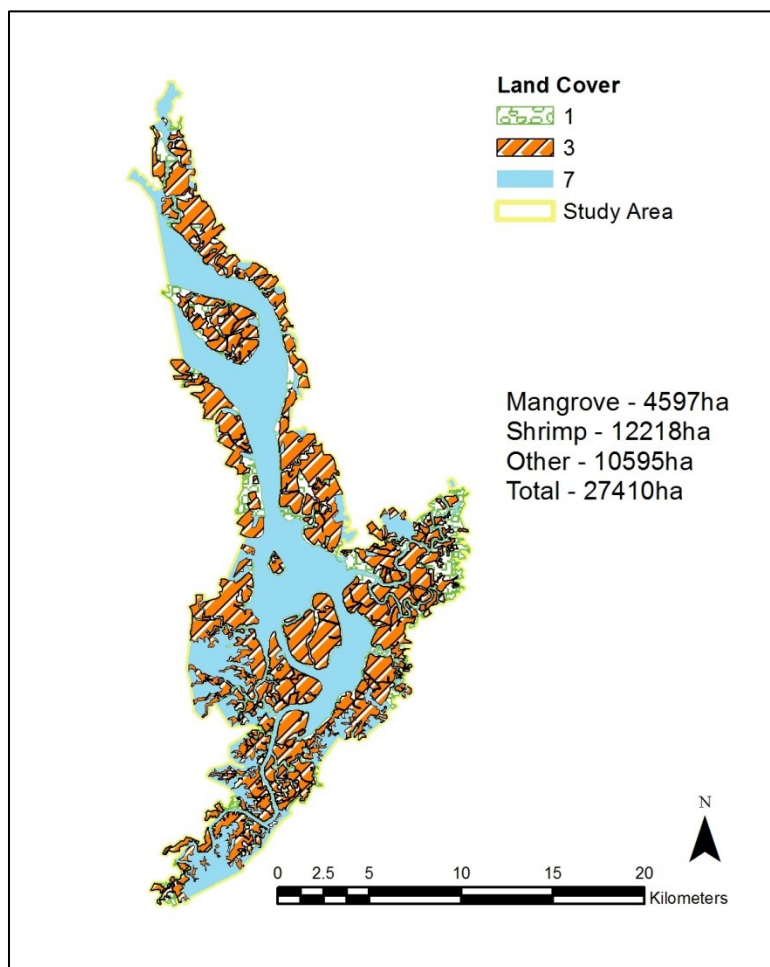 Land Cover
1
3
7
Study Area
Mangrove - 4597ha
Shrimp - 12218ha
Other - 10595ha
Total - 27410ha
N
0 2.5 5 10 15 20
Kilometers